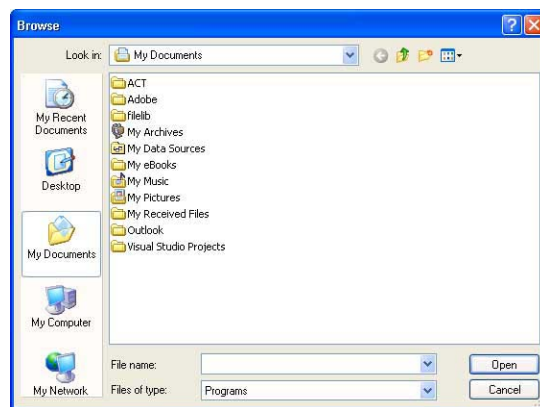 Browse
Look in: My Documents
My Recent
Documents
Desktop
My Documents
My Computer
My Network
ACT
Adobe
filelib
My Archives
My Data Sources
My eBooks
My Music
My Pictures
My Received Files
Outlook
Visual Studio Projects
File name:
Open
Files of type: Programs
Cancel